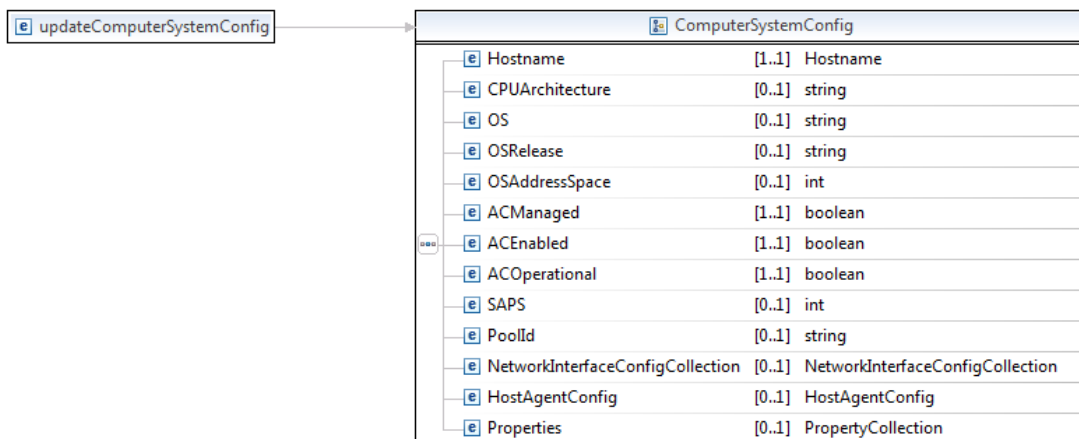 e updateComputerSystemConfig
ComputerSystemConfig
e Hostname [1..1] Hostname
e CPUArchitecture [0..1] string
e OS [0..1] string
e OSRelease [0..1] string
e OSAddressSpace [0..1] int
e ACManaged [1..1] boolean
e ACEnabled [1..1] boolean
e ACOperational [1..1] boolean
e SAPS [0..1] int
e PoolId [0..1] string
e NetworkInterfaceConfigCollection [0..1] NetworkInterfaceConfigCollection
e HostAgentConfig [0..1] HostAgentConfig
e Properties [0..1] PropertyCollection